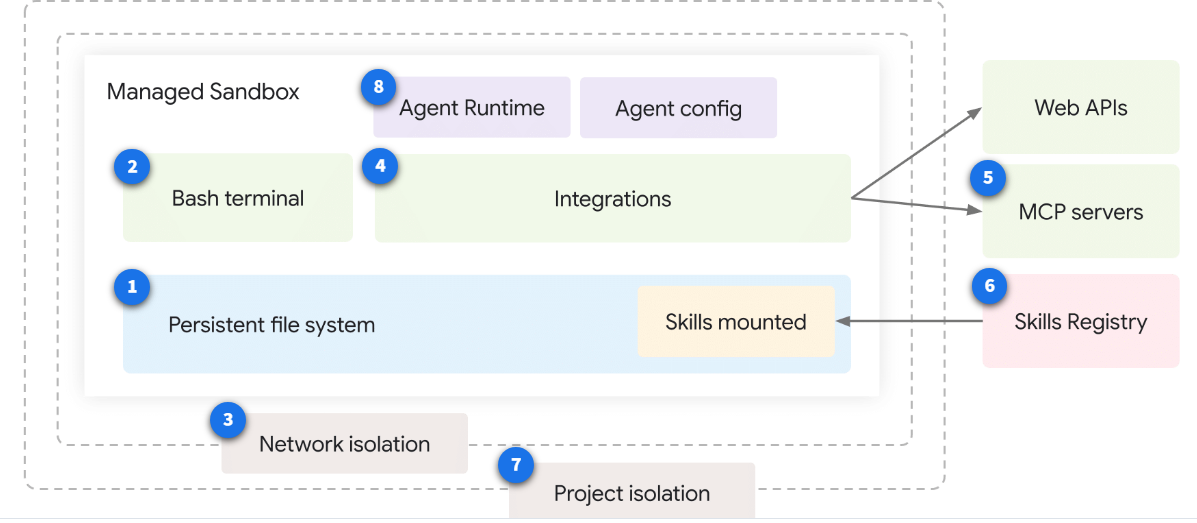 Managed Sandbox
8
Agent Runtime
Agent config
Web APIs
2
Bash terminal
4
Integrations
5
MCP servers
1
Persistent file system
Skills mounted
6
Skills Registry
3
Network isolation
7
Project isolation